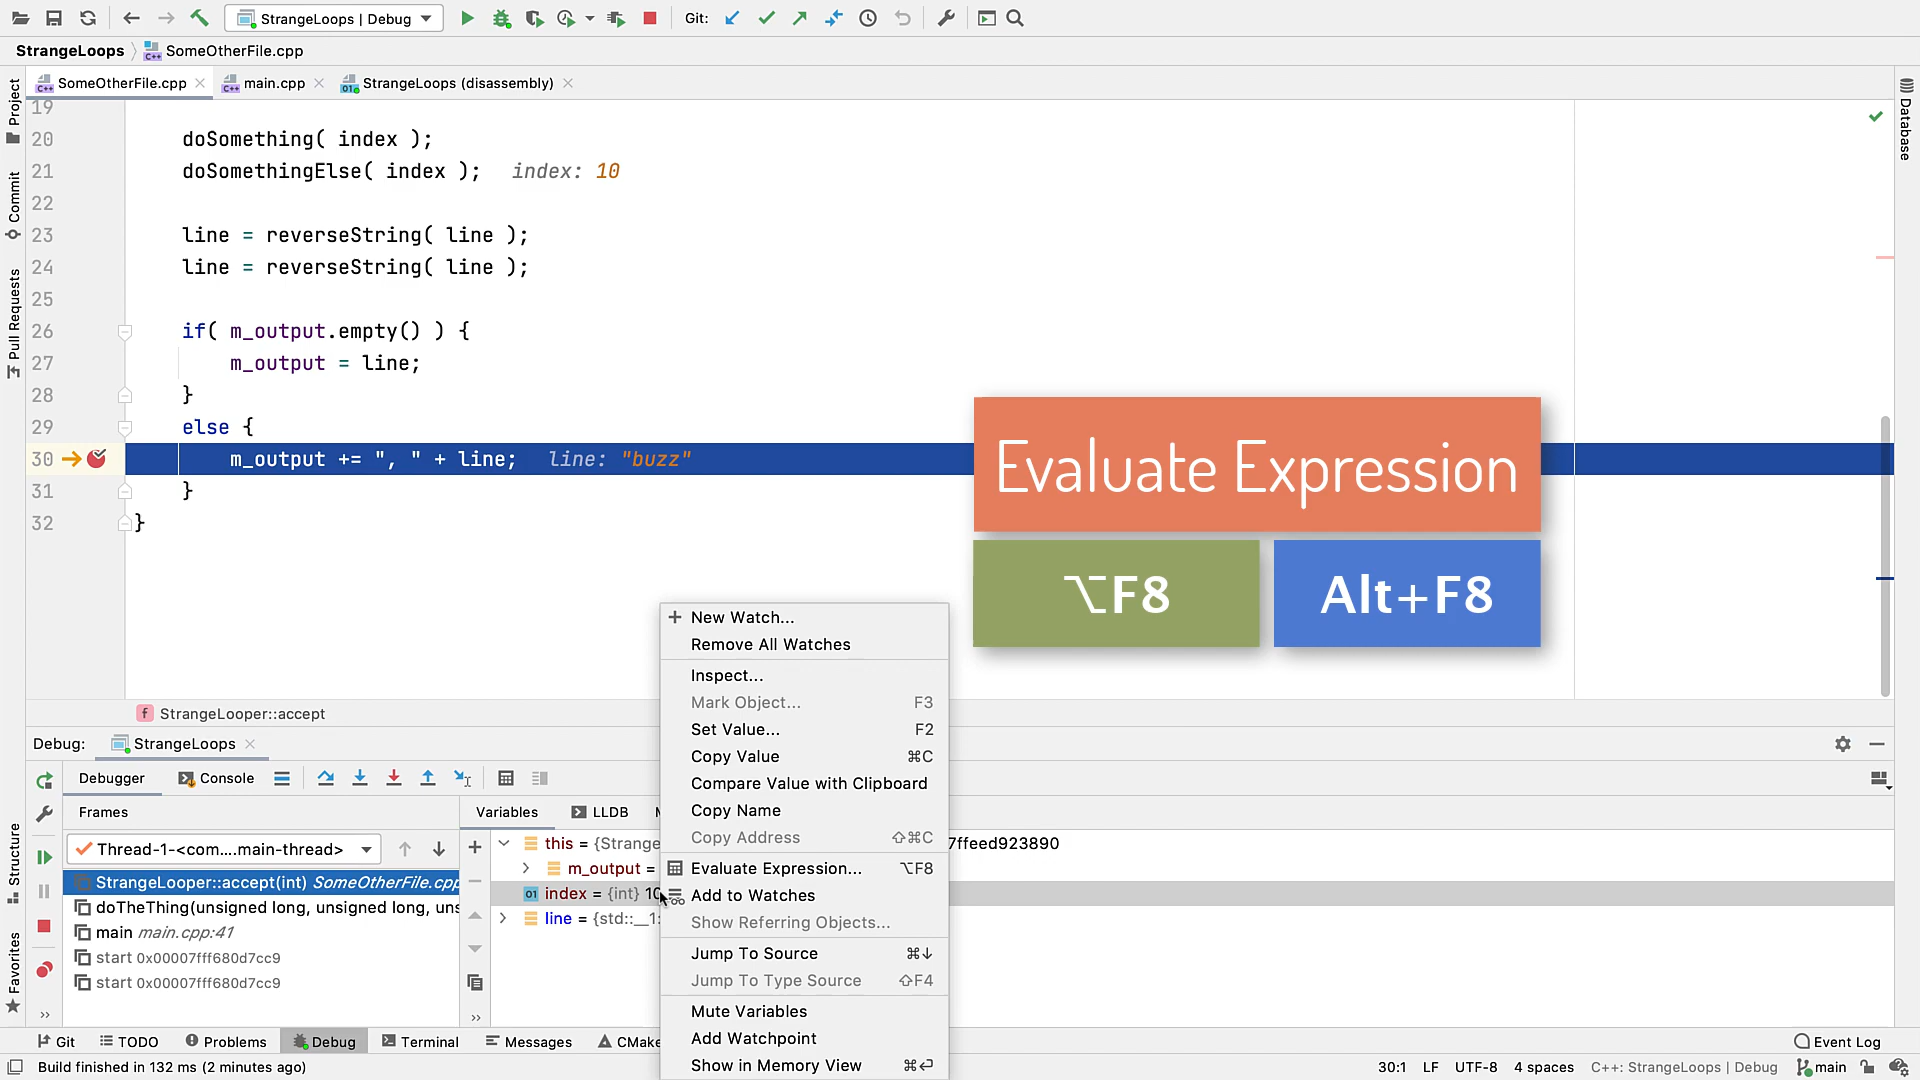 StrangeLoops | Debug
Git:
StrangeLoops
SomeOtherFile.cpp
SomeOtherFile.cpp
main.cpp
StrangeLoops (disassembly)
Project
Commit
Pull Requests
Structure
Favorites
Database
19
20 doSomething( index );
21 doSomethingElse( index ); index: 10
22
23 line = reverseString( line );
24 line = reverseString( line );
25
26 if( m_output.empty() ) {
27 m_output = line;
28 }
29 else {
30 m_output += ", " + line; line: "buzz"
31 }
32 }
Evaluate Expression
⌥F8
Alt+F8
f StrangeLooper::accept
Debug:
StrangeLoops
Debugger
Console
Frames
Variables
LLDB
Thread-1-<com....main-thread>
StrangeLooper::accept(int) SomeOtherFile.cpp
doTheThing(unsigned long, unsigned long, uns
main main.cpp:41
start 0x00007fff680d7cc9
start 0x00007fff680d7cc9
this = {Strange
7ffeed923890
m_output =
01 index = {int} 10
line = {std::__1:
New Watch...
Remove All Watches
Inspect...
Mark Object... F3
Set Value... F2
Copy Value ⌘C
Compare Value with Clipboard
Copy Name
Copy Address ⇧⌘C
Evaluate Expression... ⌥F8
Add to Watches
Show Referring Objects...
Jump To Source ⌘↓
Jump To Type Source ⇧F4
Mute Variables
Add Watchpoint
Show in Memory View ⌘⏎
Git
TODO
Problems
Debug
Terminal
Messages
CMake
Event Log
Build finished in 132 ms (2 minutes ago)
30:1 LF UTF-8 4 spaces C++: StrangeLoops | Debug main